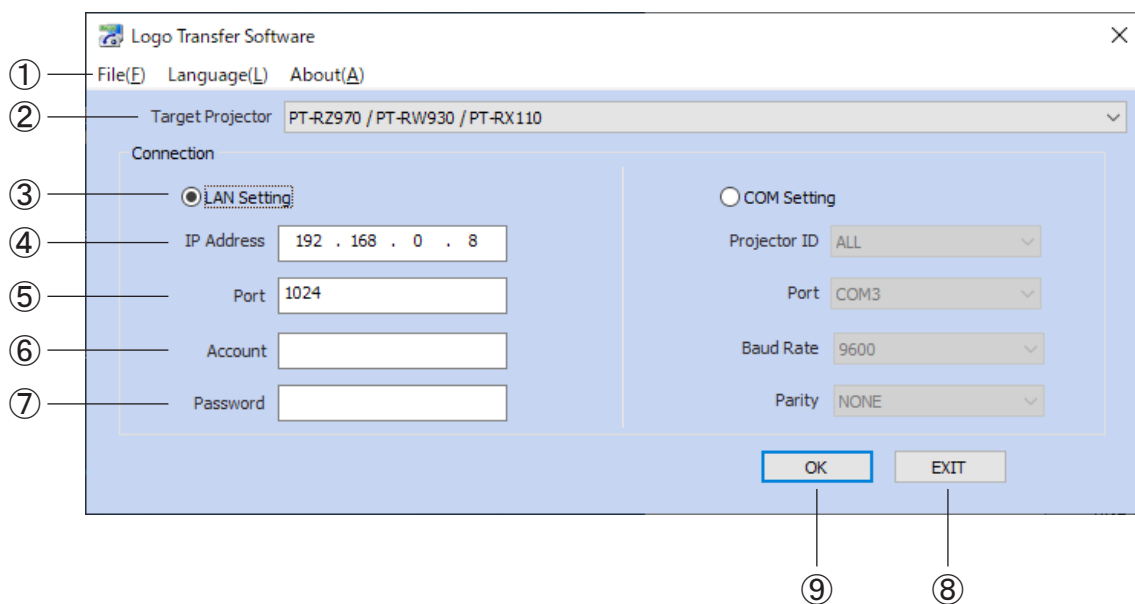 Logo Transfer Software
① File(F) Language(L) About(A)
② Target Projector PT-RZ970 / PT-RW930 / PT-RX110
Connection
③ LAN Setting COM Setting
④ IP Address 192 . 168 . 0 . 8 Projector ID ALL
⑤ Port 1024 Port COM3
⑥ Account Baud Rate 9600
⑦ Password Parity NONE
OK EXIT
⑨ ⑧